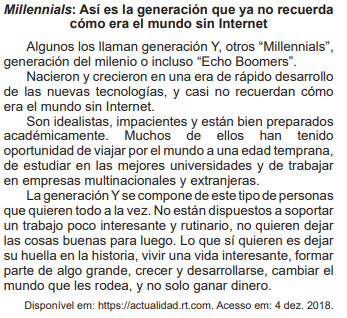 Millennials: Así es la generación que ya no recuerda
cómo era el mundo sin Internet
Algunos los llaman generación Y, otros “Millennials”,
generación del milenio o incluso “Echo Boomers”.
Nacieron y crecieron en una era de rápido desarrollo
de las nuevas tecnologías, y casi no recuerdan cómo
era el mundo sin Internet.
Son idealistas, impacientes y están bien preparados
académicamente. Muchos de ellos han tenido
oportunidad de viajar por el mundo a una edad temprana,
de estudiar en las mejores universidades y de trabajar
en empresas multinacionales y extranjeras.
La generación Y se compone de este tipo de personas
que quieren todo a la vez. No están dispuestos a soportar
un trabajo poco interesante y rutinario, no quieren dejar
las cosas buenas para luego. Lo que sí quieren es dejar
su huella en la historia, vivir una vida interesante, formar
parte de algo grande, crecer y desarrollarse, cambiar el
mundo que les rodea, y no solo ganar dinero.
Disponível em: https://actualidad.rt.com. Acesso em: 4 dez. 2018.